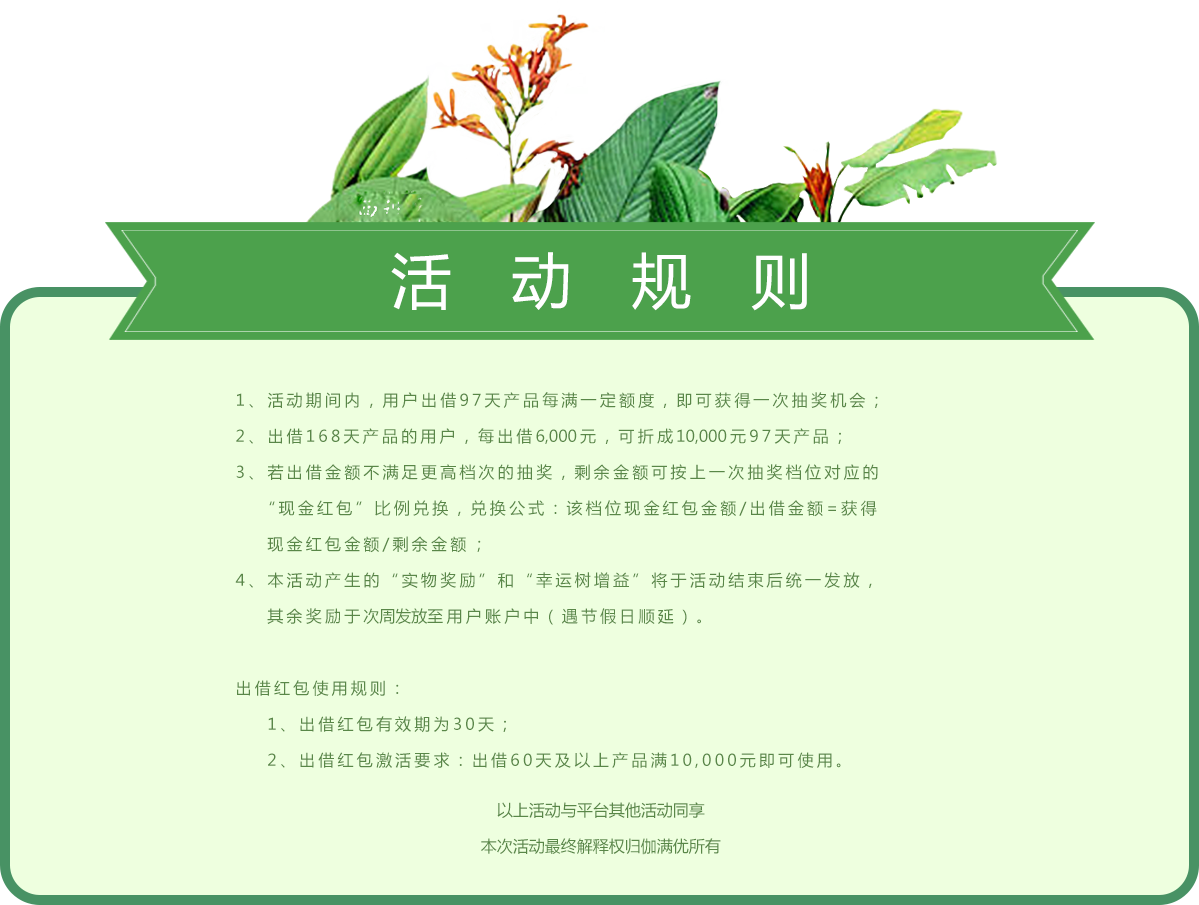 活动规则
1、活动期间内，用户出借97天产品每满一定额度，即可获得一次抽奖机会；
2、出借168天产品的用户，每出借6,000元，可折成10,000元97天产品；
3、若出借金额不满足更高档次的抽奖，剩余金额可按上一次抽奖档位对应的
“现金红包”比例兑换，兑换公式：该档位现金红包金额/出借金额=获得
现金红包金额/剩余金额；
4、本活动产生的“实物奖励”和“幸运树增益”将于活动结束后统一发放，
其余奖励于次周发放至用户账户中（遇节假日顺延）。
出借红包使用规则：
1、出借红包有效期为30天；
2、出借红包激活要求：出借60天及以上产品满10,000元即可使用。
以上活动与平台其他活动同享
本次活动最终解释权归伽满优所有